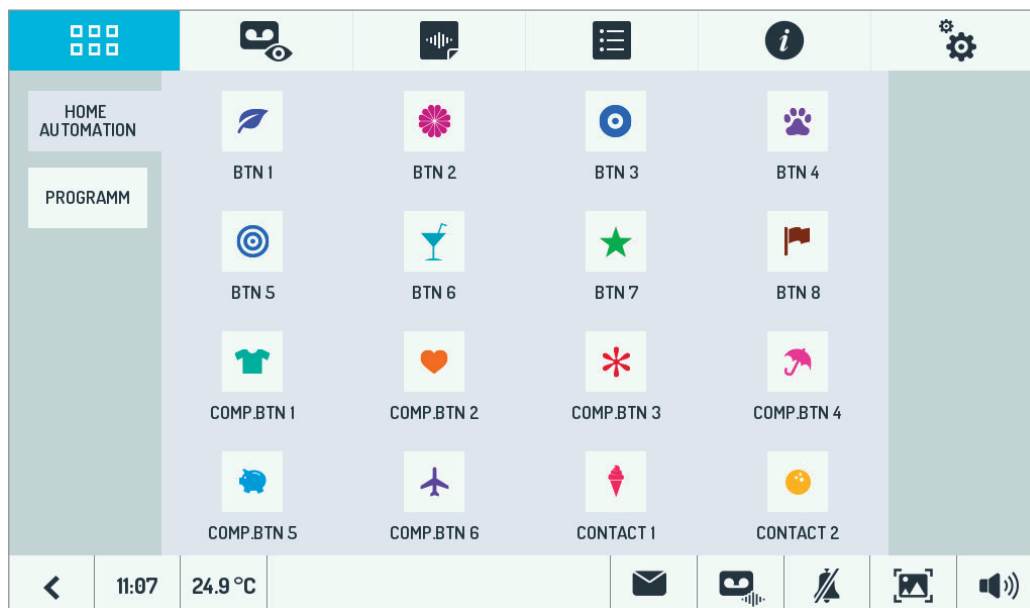 HOME
AUTOMATION
PROGRAMM
BTN 1
BTN 2
BTN 3
BTN 4
BTN 5
BTN 6
BTN 7
BTN 8
COMP.BTN 1
COMP.BTN 2
COMP.BTN 3
COMP.BTN 4
COMP.BTN 5
COMP.BTN 6
CONTACT 1
CONTACT 2
11:07
24.9 °C